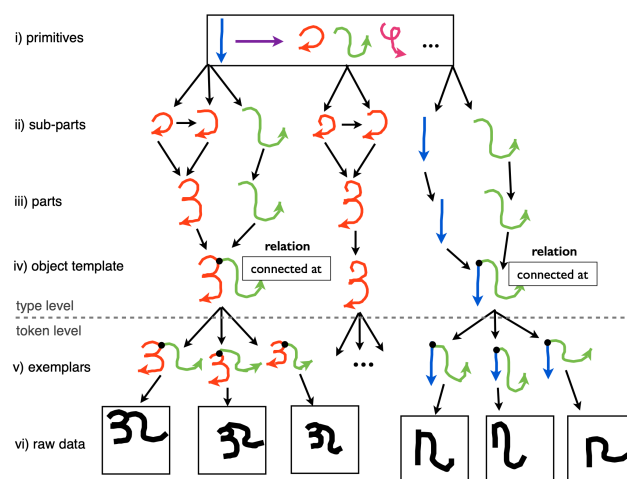 i) primitives
...
ii) sub-parts
iii) parts
relation
connected at
relation
connected at
iv) object template
type level
token level
v) exemplars
...
vi) raw data